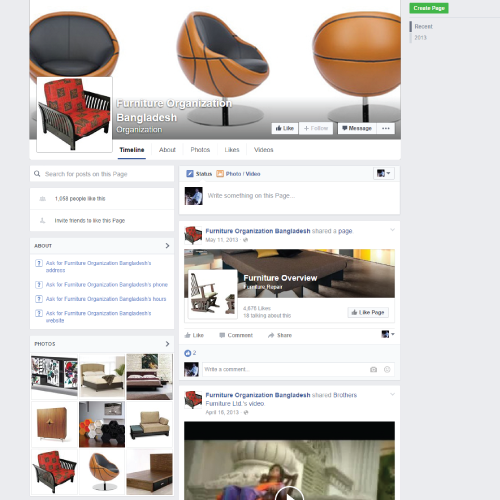 Create Page
Recent
2013
Furniture Organization
Bangladesh
Organization
Like
Follow
Message
Timeline
About
Photos
Likes
Videos
Search for posts on this Page
Status
Photo / Video
Write something on this Page...
1,058 people like this
Invite friends to like this Page
ABOUT
Ask for Furniture Organization Bangladesh's
address
Ask for Furniture Organization Bangladesh's phone
Ask for Furniture Organization Bangladesh's hours
Ask for Furniture Organization Bangladesh's
website
PHOTOS
Furniture Organization Bangladesh shared a page.
May 11, 2013
Furniture Overview
Furniture Repair
4,675 Likes
18 talking about this
Like Page
Like
Comment
Share
2
Write a comment...
Furniture Organization Bangladesh shared Brothers
Furniture Ltd.'s video
April 19, 2013